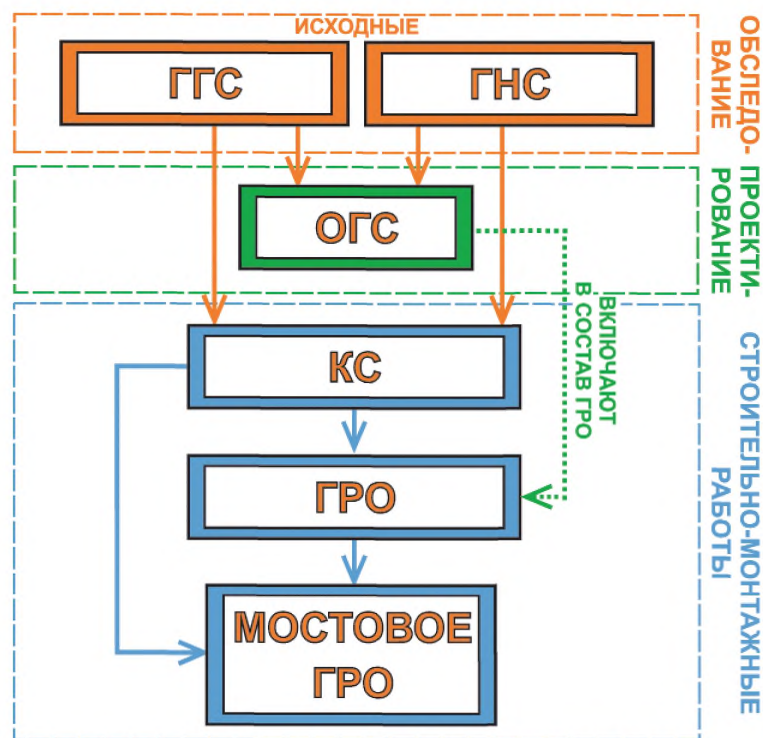 ИСХОДНЫЕ
ГГС
ГНС
ОБСЛЕДО-
ВАНИЕ
ОГС
ПРОЕКТИ-
РОВАНИЕ
ВКЛЮЧАЮТ
В СОСТАВ ГРО
КС
ГРО
МОСТОВОЕ
ГРО
СТРОИТЕЛЬНО-МОНТАЖНЫЕ
РАБОТЫ